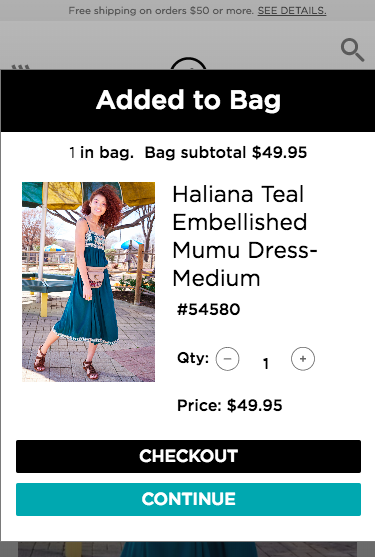 Free shipping on orders $50 or more. SEE DETAILS.
Added to Bag
1 in bag. Bag subtotal $49.95
Haliana Teal
Embellished
Mumu Dress-
Medium
#54580
Qty: − 1 +
Price: $49.95
CHECKOUT
CONTINUE